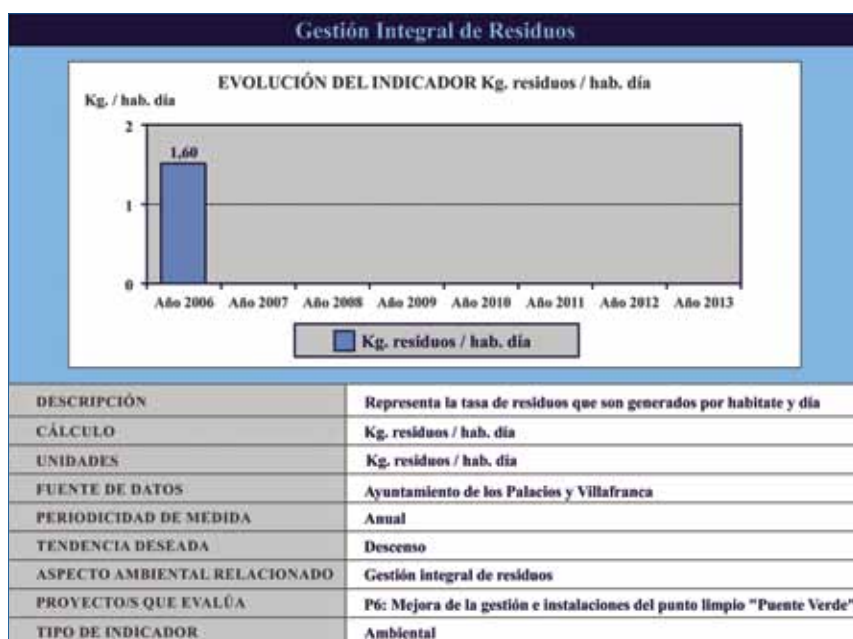 Gestión Integral de Residuos
EVOLUCIÓN DEL INDICADOR Kg. residuos / hab. día
Kg. / hab. día
2
1,60
1
0
Año 2006 Año 2007 Año 2008 Año 2009 Año 2010 Año 2011 Año 2012 Año 2013
Kg. residuos / hab. día
DESCRIPCIÓN Representa la tasa de residuos que son generados por habitate y día
CÁLCULO Kg. residuos / hab. día
UNIDADES Kg. residuos / hab. día
FUENTE DE DATOS Ayuntamiento de los Palacios y Villafranca
PERIODICIDAD DE MEDIDA Anual
TENDENCIA DESEADA Descenso
ASPECTO AMBIENTAL RELACIONADO Gestión integral de residuos
PROYECTO/S QUE EVALÚA P6: Mejora de la gestión e instalaciones del punto limpio "Puente Verde"
TIPO DE INDICADOR Ambiental